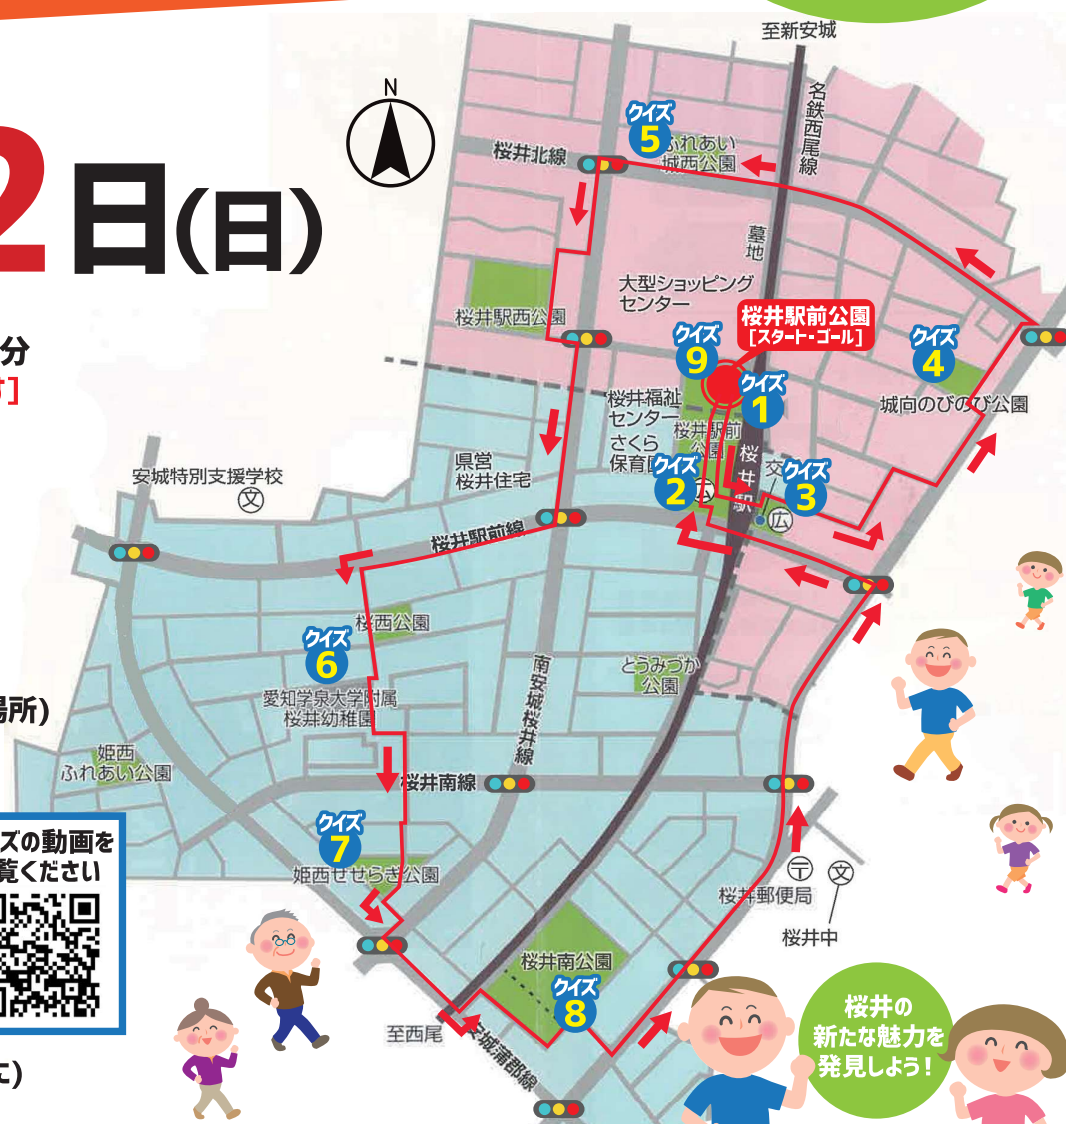 至新安城
名鉄西尾線
N
2日(日)
クイズ
5
ふれあい
城西公園
桜井北線
墓地
大型ショッピング
センター
桜井駅西公園
桜井駅前公園
[スタート・ゴール]
クイズ
9
クイズ
1
クイズ
4
城向のびのび公園
分
す]
桜井福祉
センター
さくら
保育園
桜井駅前
公園
桜井駅
交
クイズ
2
クイズ
3
広
県営
桜井住宅
安城特別支援学校
文
桜井駅前線
桜西公園
クイズ
6
愛知学泉大学附属
桜井幼稚園
とうみづか
公園
南安城桜井線
場所)
姫西
ふれあい公園
桜井南線
クイズ
7
姫西せせらぎ公園
ズの動画を
覧ください
〒
文
桜井郵便局
桜井中
桜井南公園
クイズ
8
至西尾
安城蒲郡線
に)
桜井の
新たな魅力を
発見しよう!